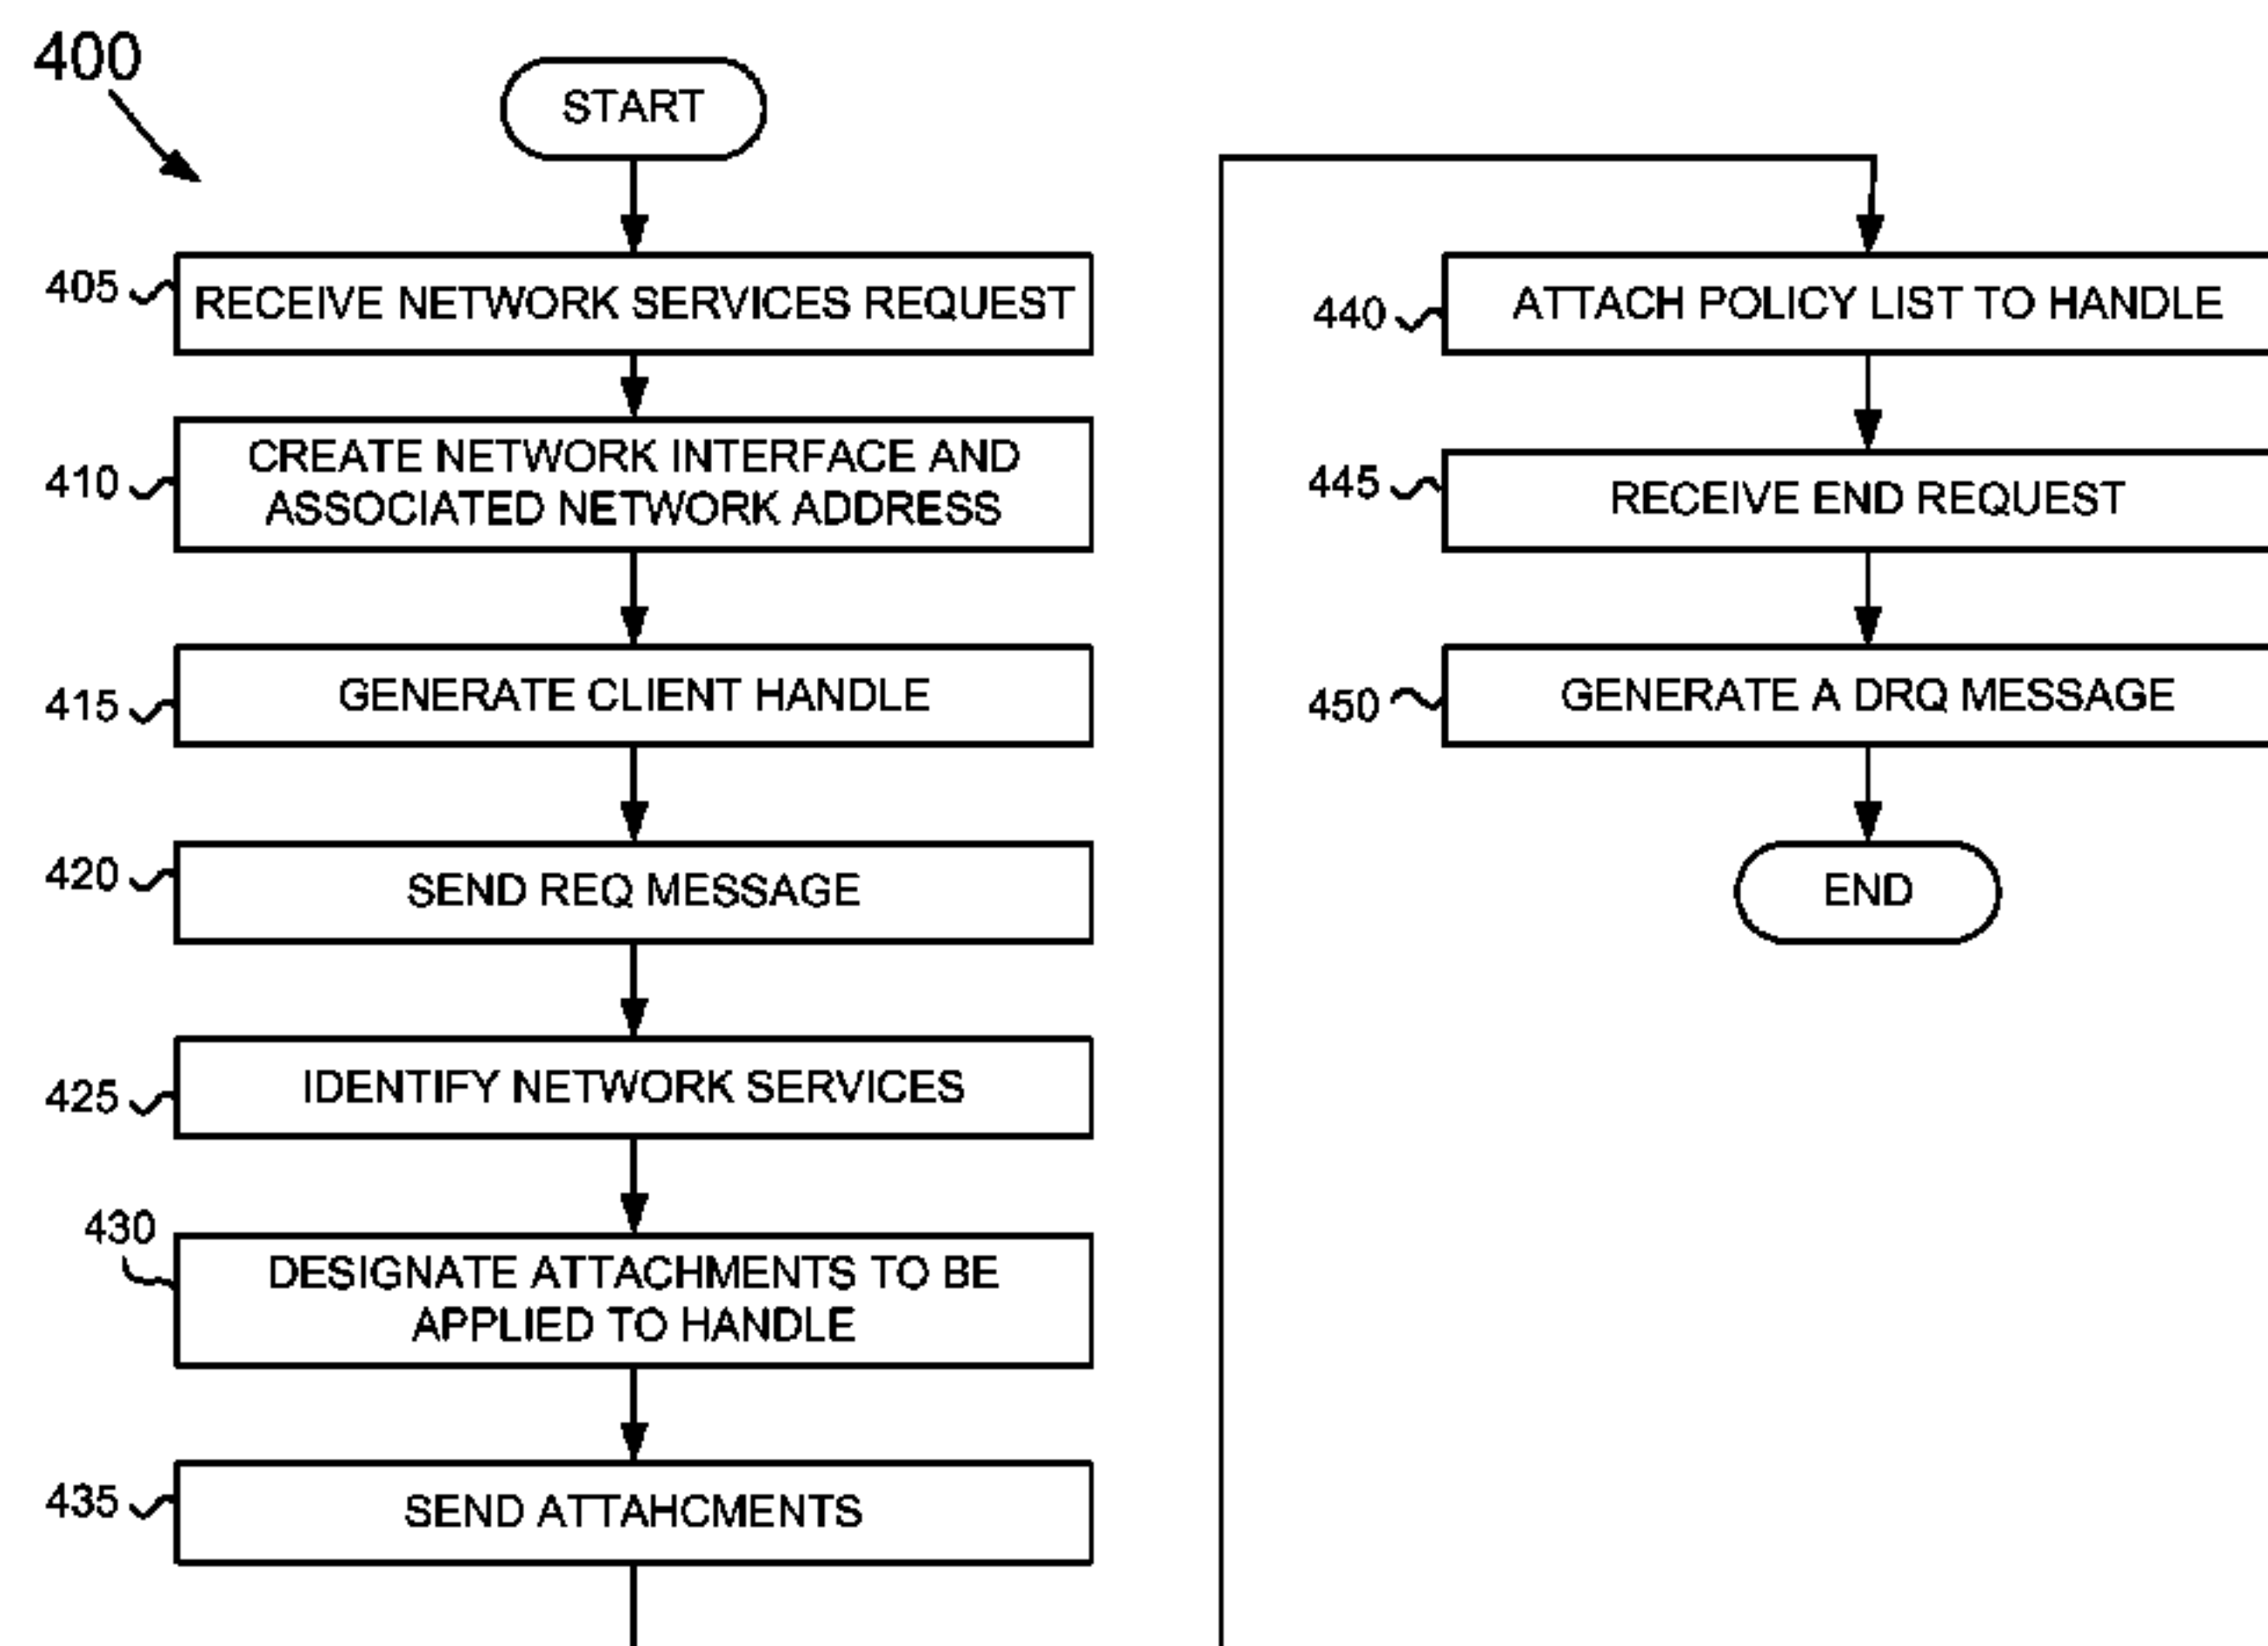 400
START
405
RECEIVE NETWORK SERVICES REQUEST
410
CREATE NETWORK INTERFACE AND
ASSOCIATED NETWORK ADDRESS
415
GENERATE CLIENT HANDLE
420
SEND REQ MESSAGE
425
IDENTIFY NETWORK SERVICES
430
DESIGNATE ATTACHMENTS TO BE
APPLIED TO HANDLE
435
SEND ATTAHCMENTS
440
ATTACH POLICY LIST TO HANDLE
445
RECEIVE END REQUEST
450
GENERATE A DRQ MESSAGE
END